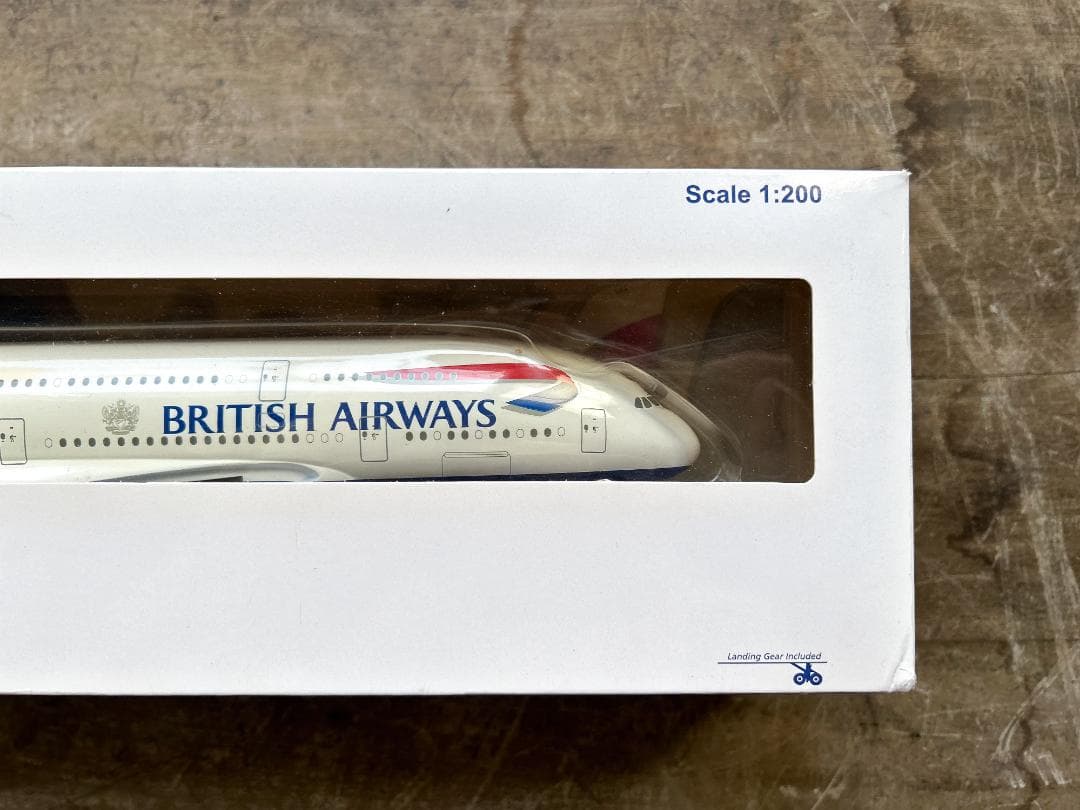 Scale 1:200
BRITISH AIRWAYS
Landing Gear Included